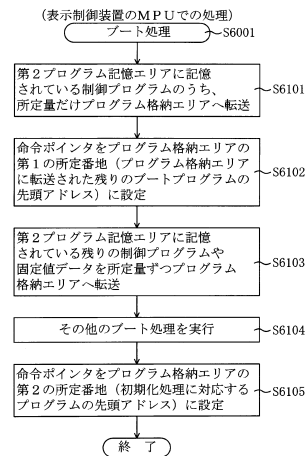 (表示制御装置のMPUでの処理)
ブート処理
S6001
第2プログラム記憶エリアに記憶
されている制御プログラムのうち、
所定量だけプログラム格納エリアへ転送
S6101
命令ポインタをプログラム格納エリアの
第1の所定番地(プログラム格納エリア
に転送された残りのブートプログラムの
先頭アドレス)に設定
S6102
第2プログラム記憶エリアに記憶
されている残りの制御プログラムや
固定値データを所定量ずつプログラム
格納エリアへ転送
S6103
その他のブート処理を実行
S6104
命令ポインタをプログラム格納エリアの
第2の所定番地(初期化処理に対応する
プログラムの先頭アドレス)に設定
S6105
終 了